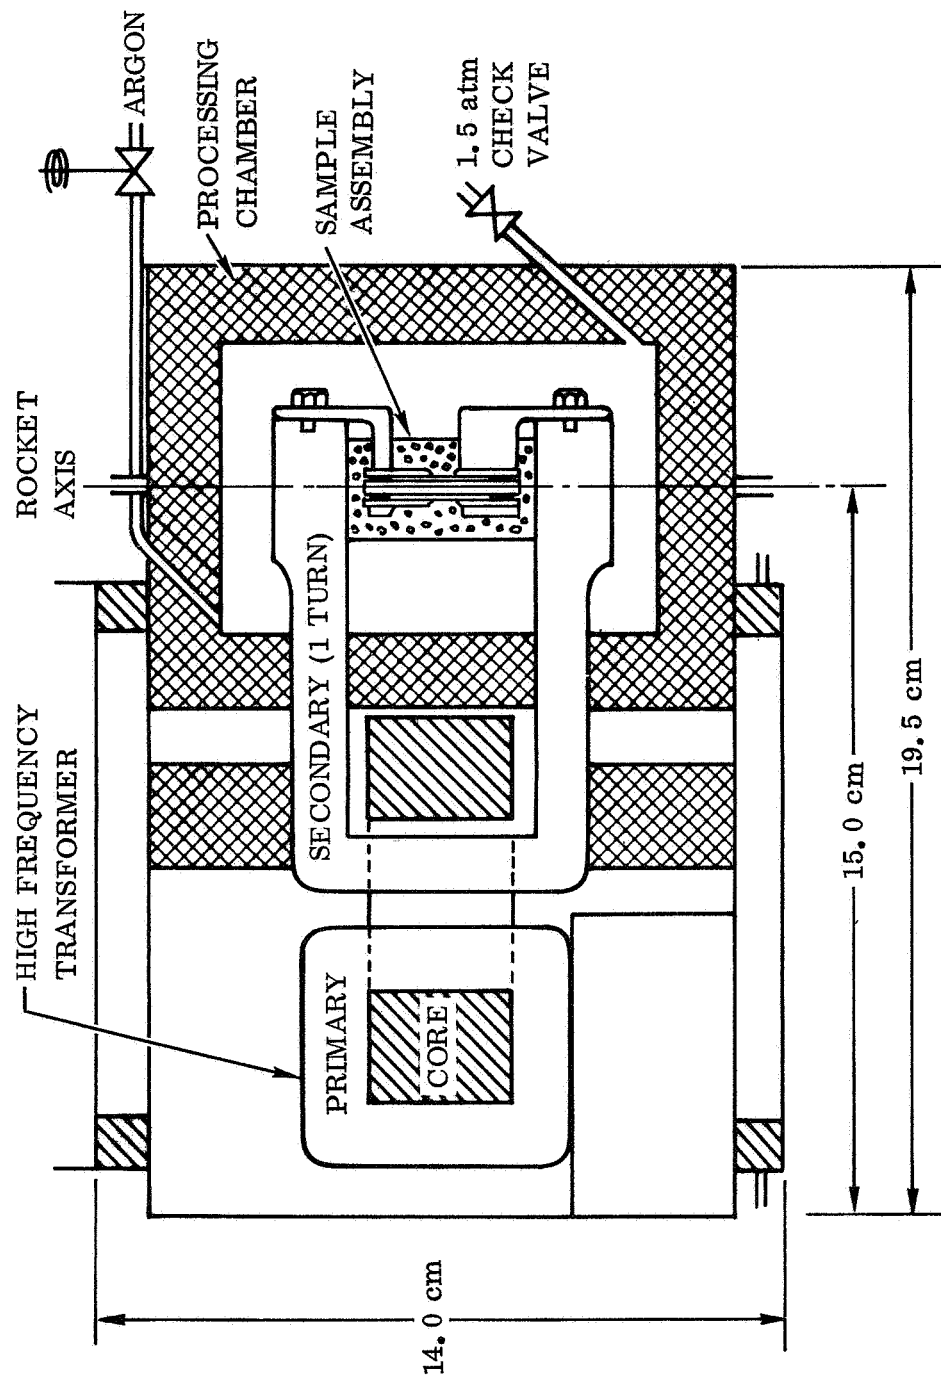 HIGH FREQUENCY
TRANSFORMER
ROCKET
AXIS
ARGON
PROCESSING
CHAMBER
SAMPLE
ASSEMBLY
1.5 atm
CHECK
VALVE
SECONDARY (1 TURN)
PRIMARY
CORE
14.0 cm
15.0 cm
19.5 cm